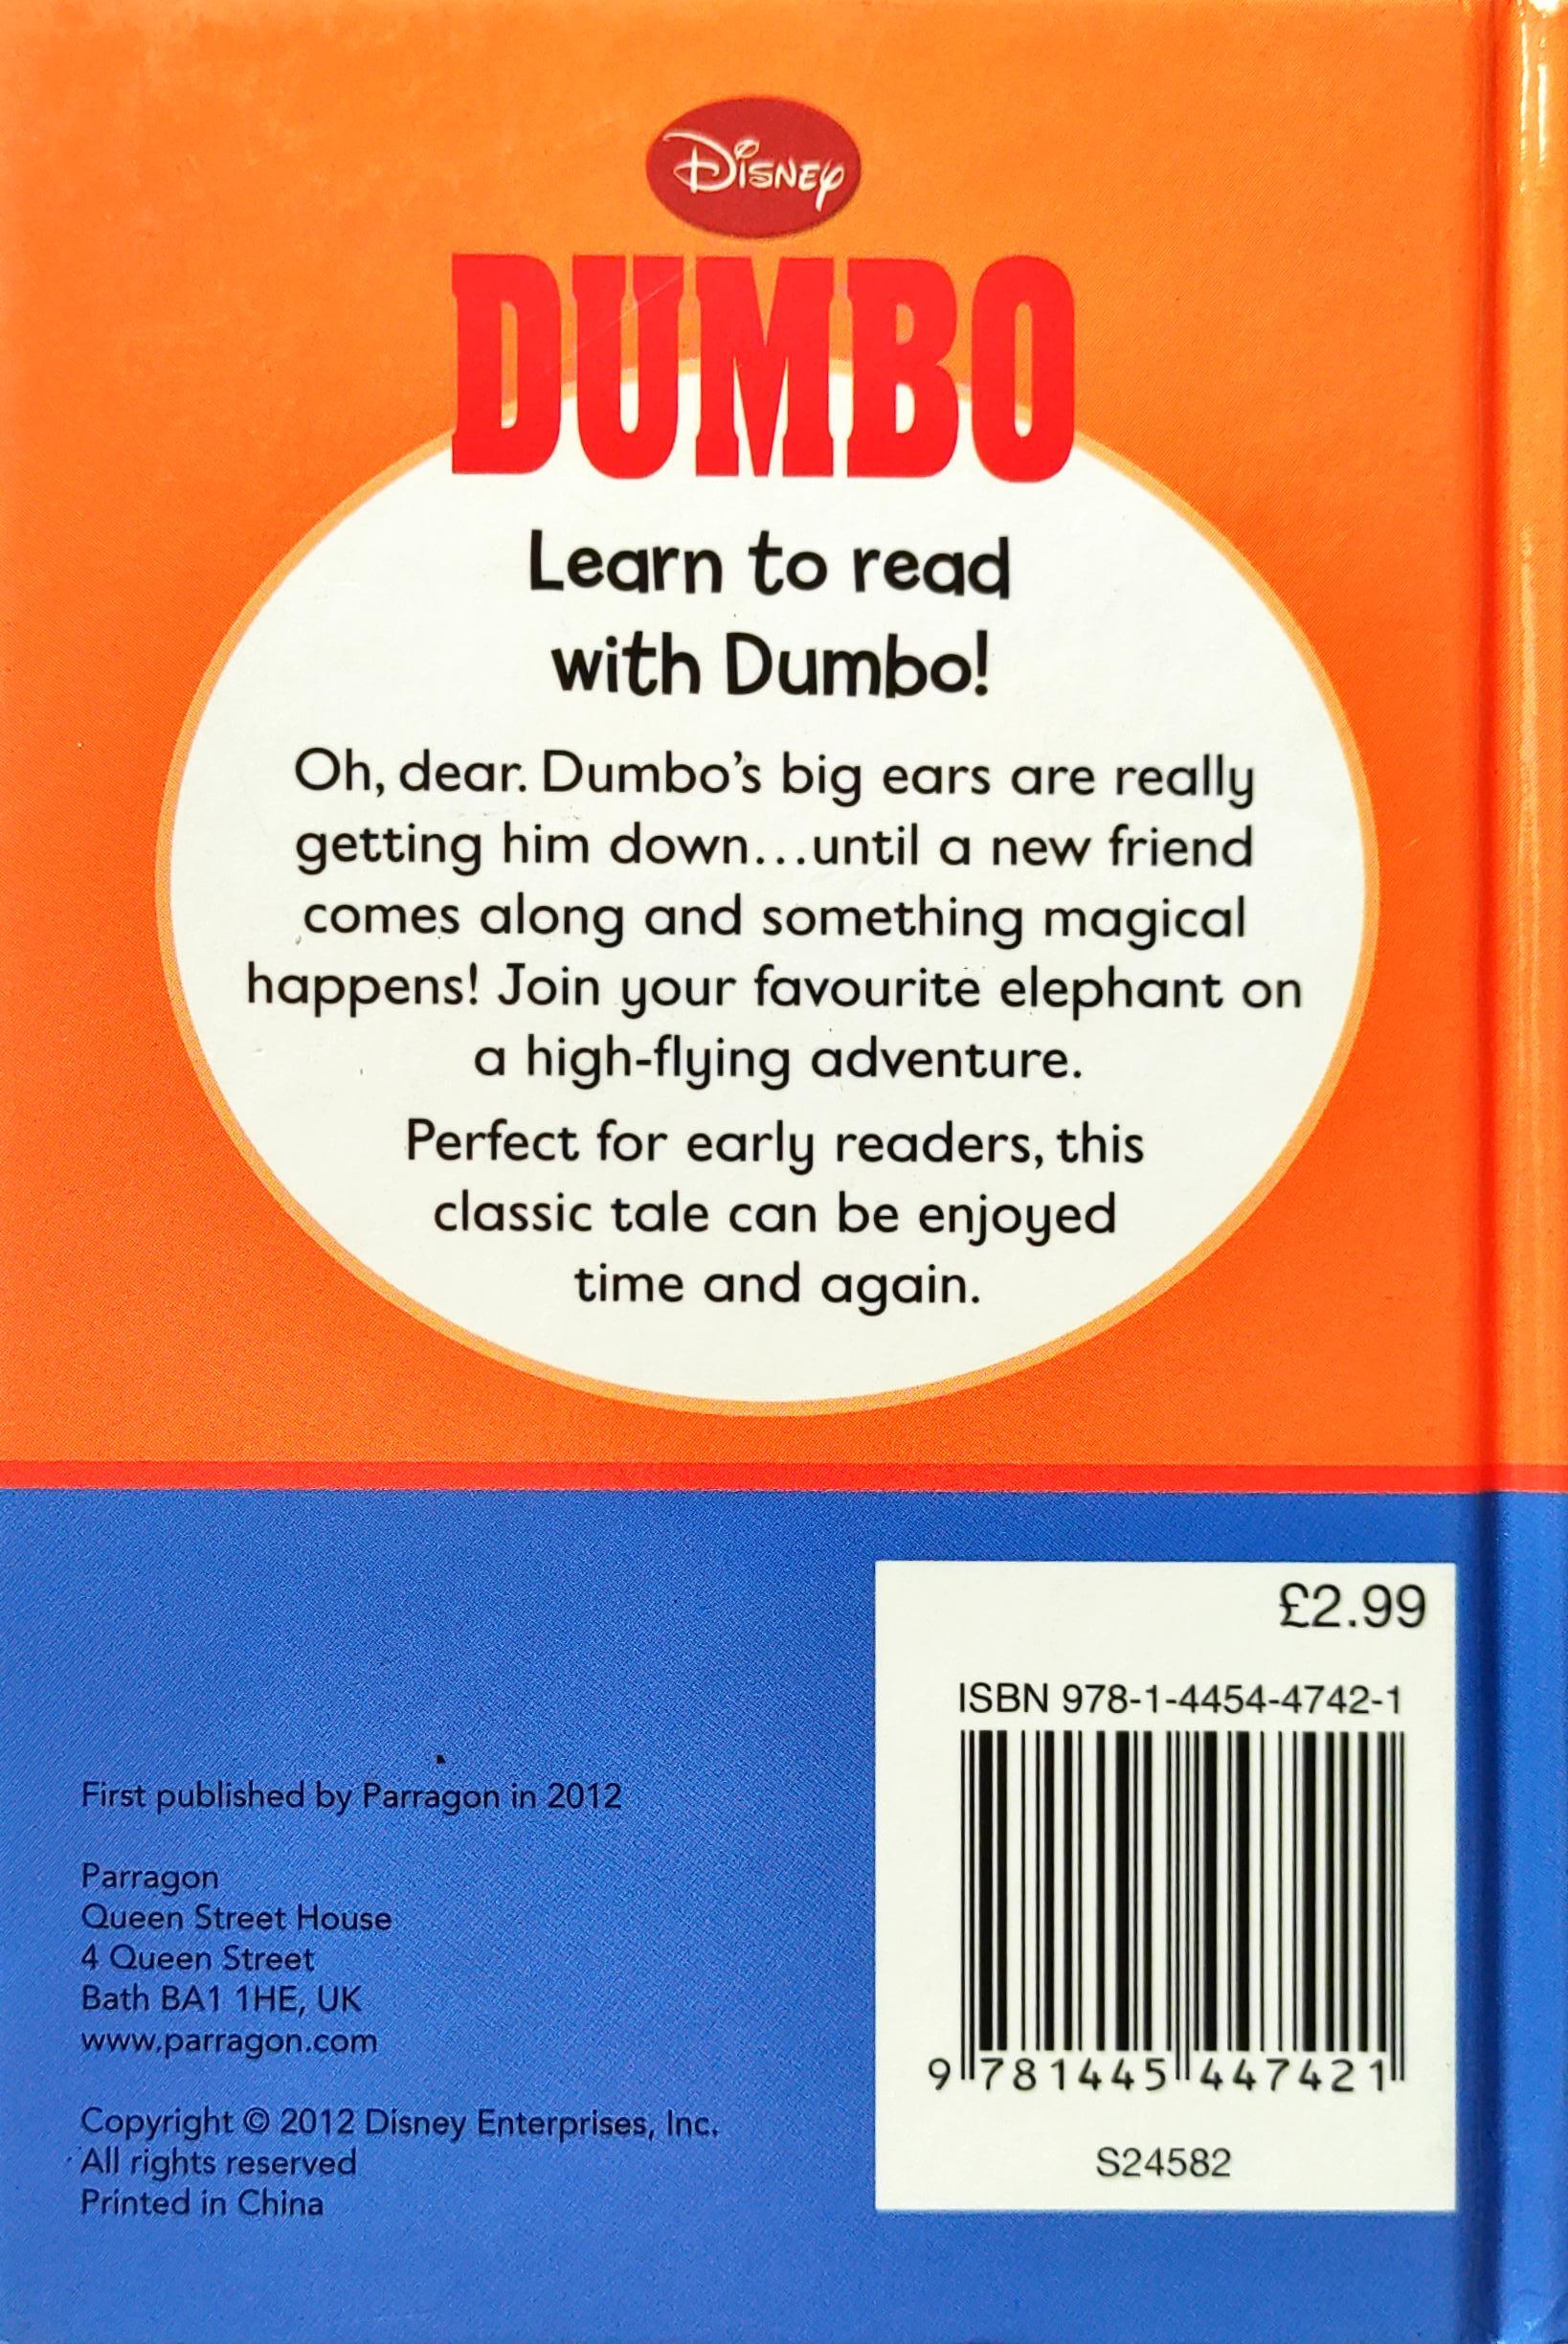 Disney
DUMBO
Learn to read
with Dumbo!
Oh, dear. Dumbo's big ears are really
getting him down...until a new friend
comes along and something magical
happens! Join your favourite elephant on
a high-flying adventure.
Perfect for early readers, this
classic tale can be enjoyed
time and again.
First published by Parragon in 2012
Parragon
Queen Street House
4 Queen Street
Bath BA1 1HE, UK
www.parragon.com
Copyright © 2012 Disney Enterprises, Inc.
All rights reserved
Printed in China
£2.99
ISBN 978-1-4454-4742-1
9 781445 447421
S24582